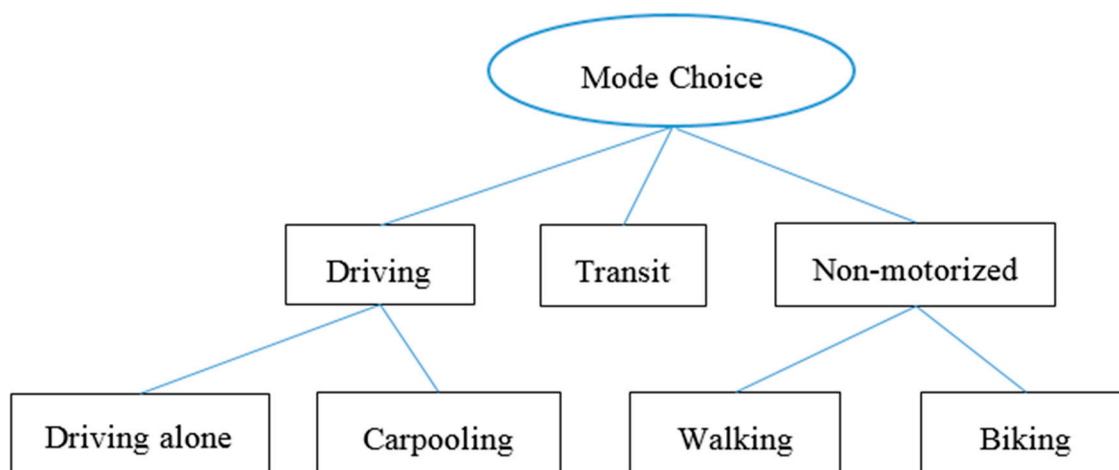 Mode Choice
Driving
Transit
Non-motorized
Driving alone
Carpooling
Walking
Biking